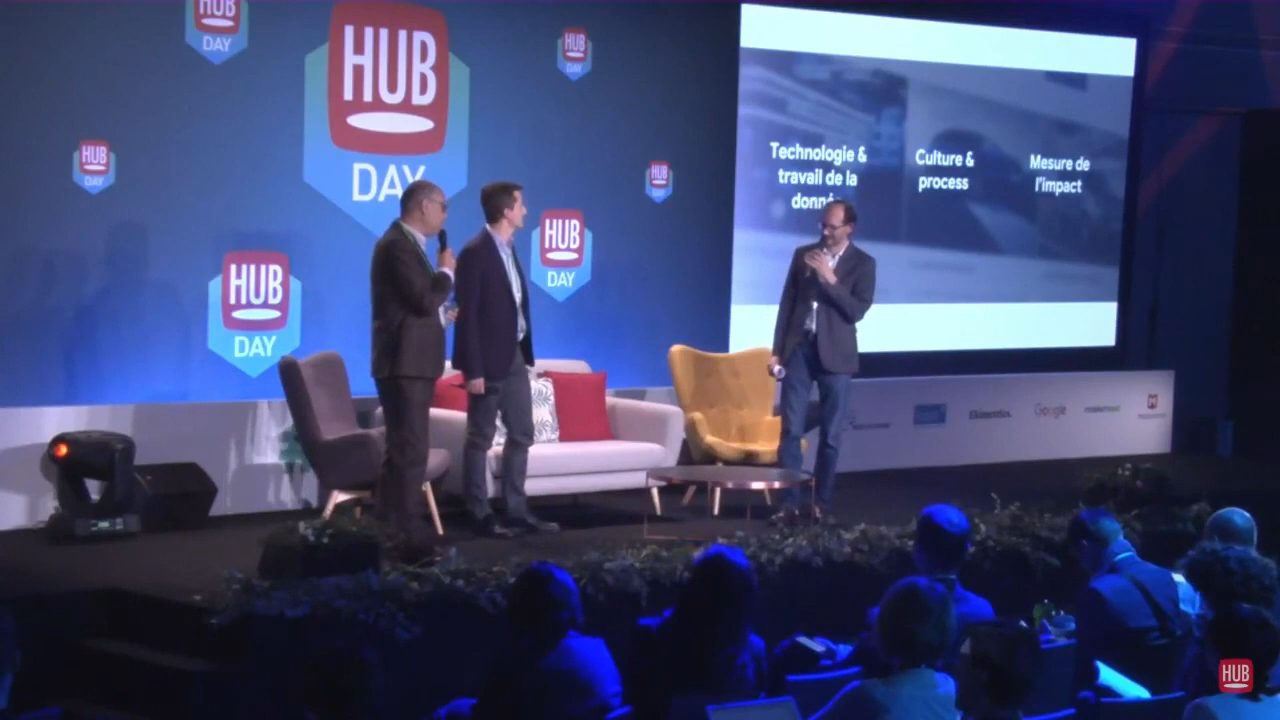 HUB
DAY
HUB
DAY
HUB
DAY
HUB
DAY
HUB
DAY
HUB
DAY
HUB
DAY
Technologie &
travail de la
Culture &
process
Mesure de
l'impact
Ekimetrics.
Google
HUB